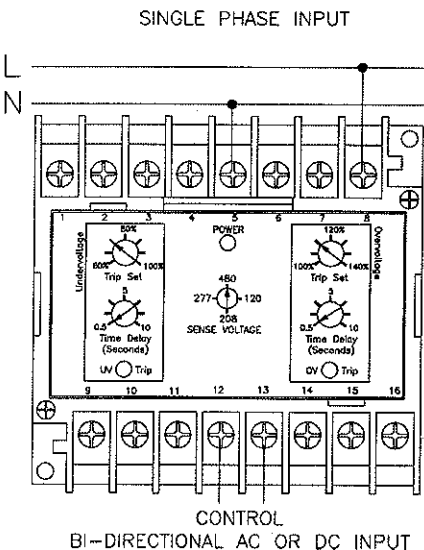 SINGLE PHASE INPUT
L
N
1 2 3 4 5 6 7 8
Undervoltage
80%
60% 100%
Trip Set
5
0.5 10
Time Delay
(Seconds)
UV Trip
POWER
480
277 120
208
SENSE VOLTAGE
Overvoltage
120%
100% 140%
Trip Set
5
0.5 10
Time Delay
(Seconds)
OV Trip
9 10 11 12 13 14 15 16
CONTROL
BI-DIRECTIONAL AC OR DC INPUT